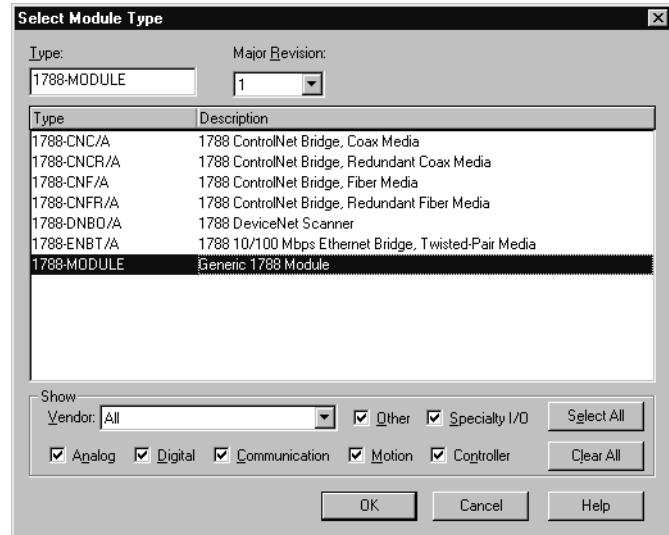 Select Module Type
Type:
Major Revision:
1788-MODULE
1
Type Description
1788-CNC/A 1788 ControlNet Bridge, Coax Media
1788-CNCR/A 1788 ControlNet Bridge, Redundant Coax Media
1788-CNF/A 1788 ControlNet Bridge, Fiber Media
1788-CNFR/A 1788 ControlNet Bridge, Redundant Fiber Media
1788-DNBO/A 1788 DeviceNet Scanner
1788-ENBT/A 1788 10/100 Mbps Ethernet Bridge, Twisted-Pair Media
1788-MODULE Generic 1788 Module
Show
Vendor: All Other Specialty I/O Select All
Analog Digital Communication Motion Controller Clear All
OK Cancel Help